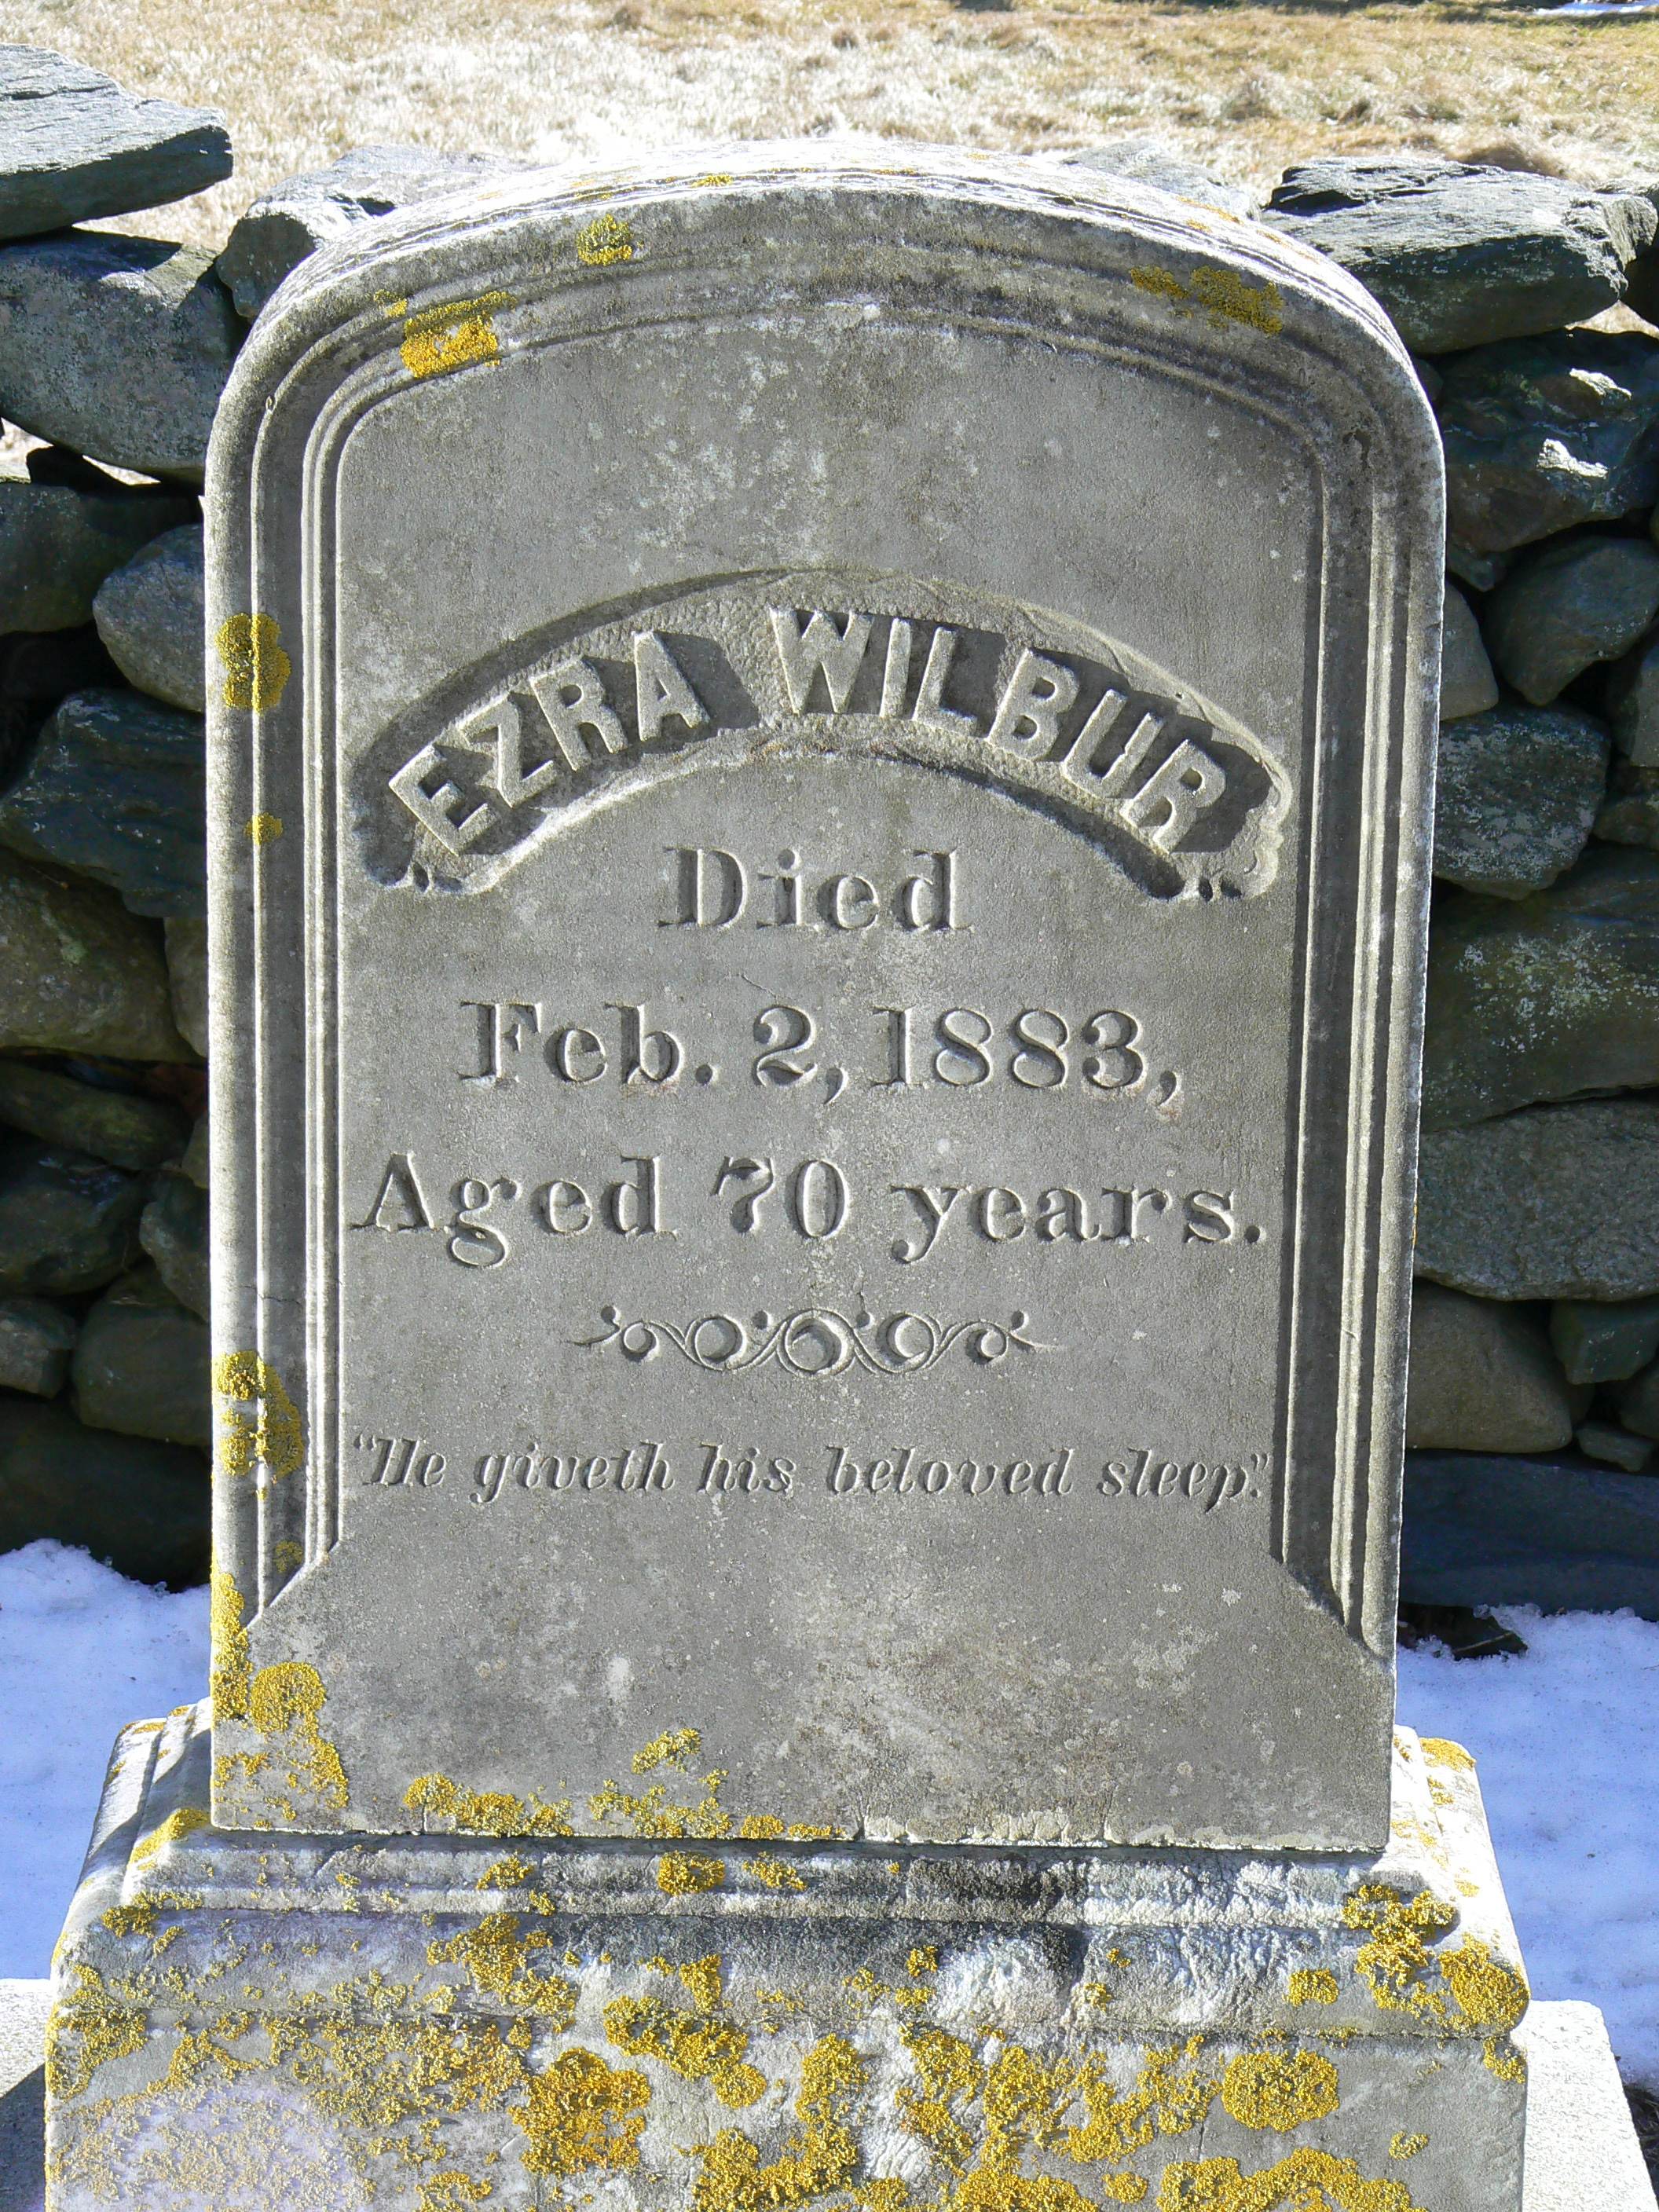 EZRA WILBUR
Died
Feb. 2, 1883,
Aged 70 years.
"He giveth his beloved sleep."